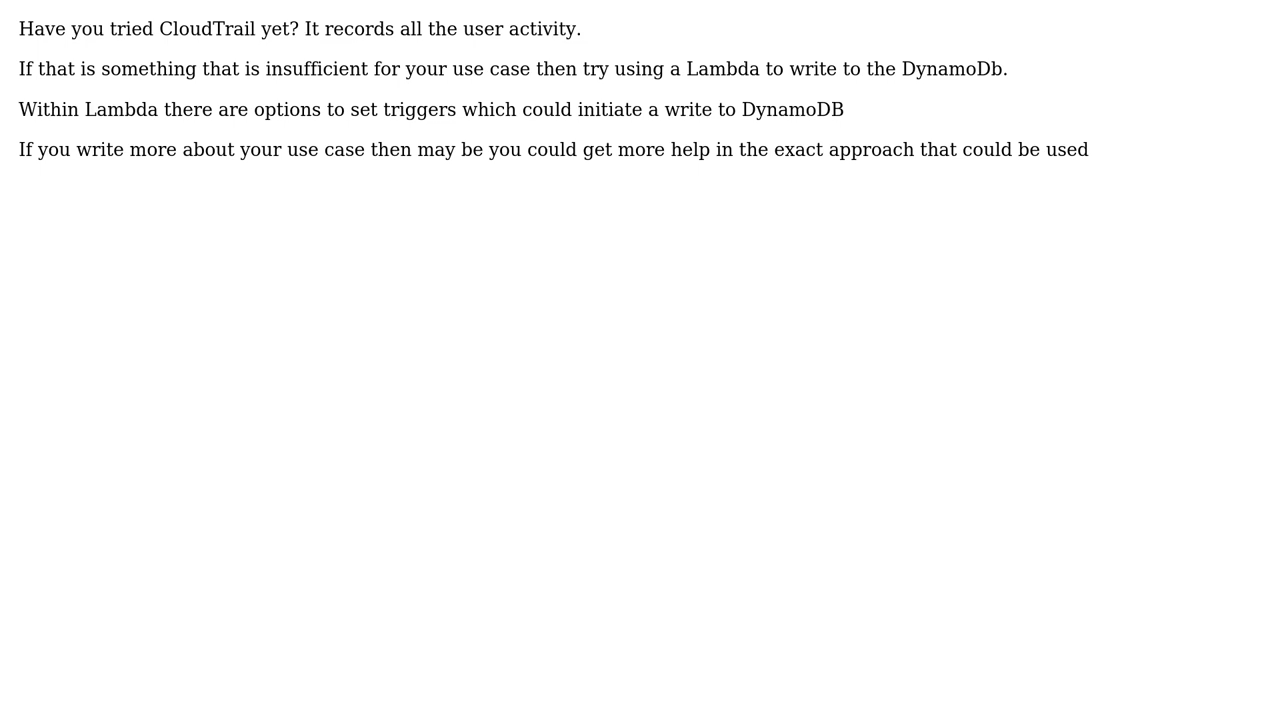 Have you tried CloudTrail yet? It records all the user activity.
If that is something that is insufficient for your use case then try using a Lambda to write to the DynamoDb.
Within Lambda there are options to set triggers which could initiate a write to DynamoDB
If you write more about your use case then may be you could get more help in the exact approach that could be used